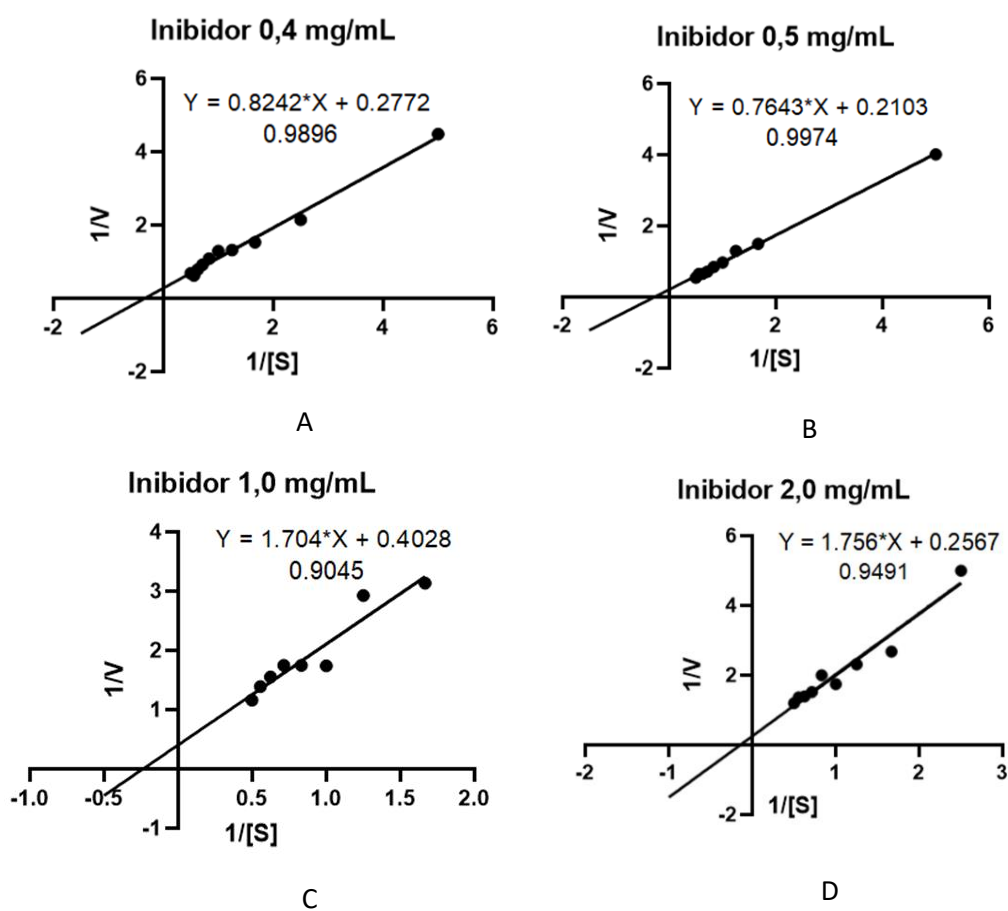 Inibidor 0,4 mg/mL
Y = 0.8242*X + 0.2772
0.9896
6
4
2
-2
1/V
-2
2
4
6
1/[S]
A
Inibidor 0,5 mg/mL
Y = 0.7643*X + 0.2103
0.9974
6
4
2
-2
1/V
-2
2
4
6
1/[S]
B
Inibidor 1,0 mg/mL
Y = 1.704*X + 0.4028
0.9045
4
3
2
1
-1
1/V
-1.0
-0.5
0.5
1.0
1.5
2.0
1/[S]
C
Inibidor 2,0 mg/mL
Y = 1.756*X + 0.2567
0.9491
6
4
2
-2
1/V
-2
-1
1
2
3
1/[S]
D